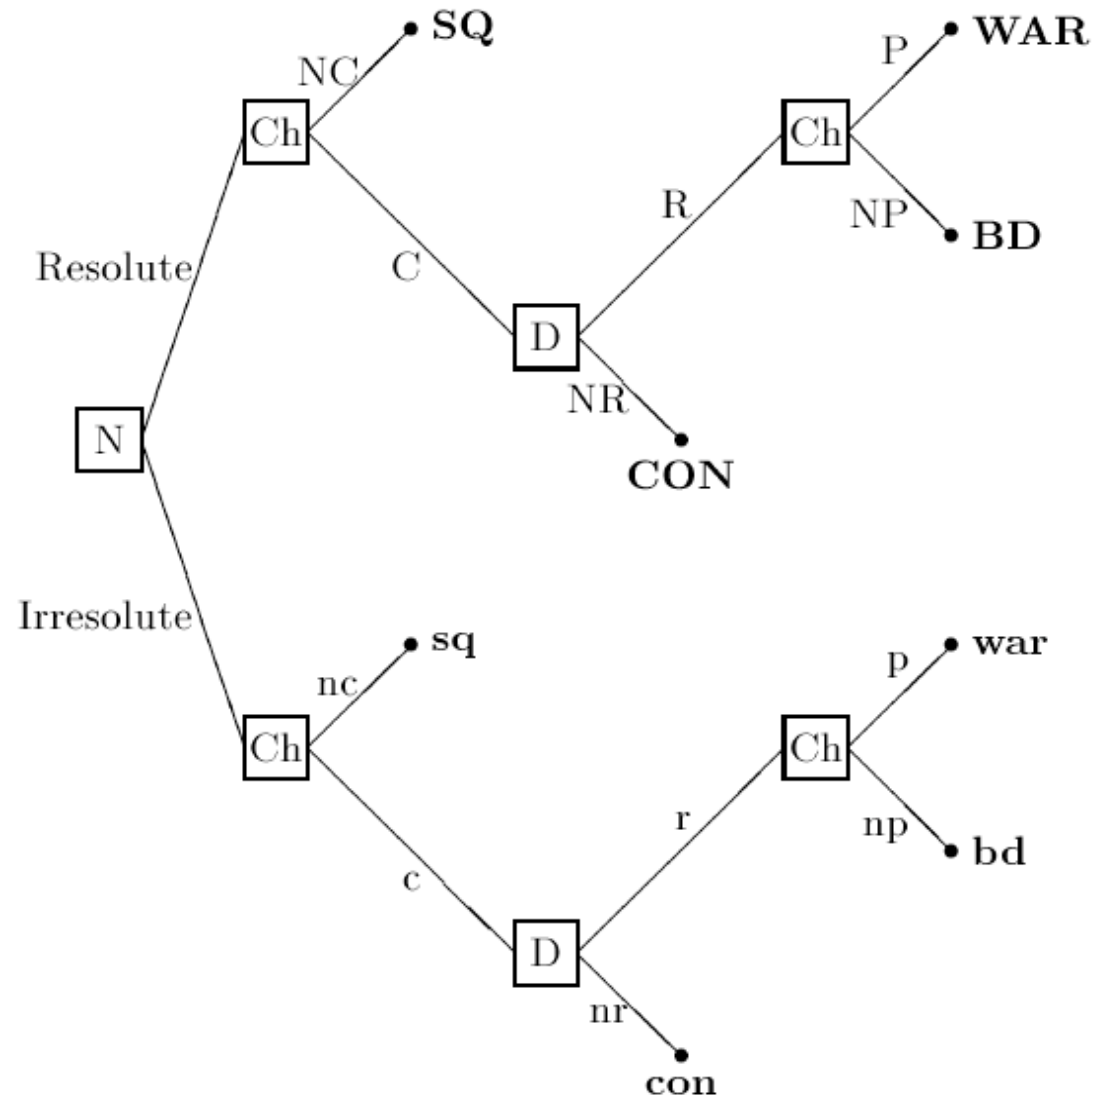 SQ
WAR
P
NC
Ch
Ch
R
NP
BD
Resolute
C
D
NR
N
CON
Irresolute
sq
war
p
nc
Ch
Ch
r
np
bd
c
D
nr
con